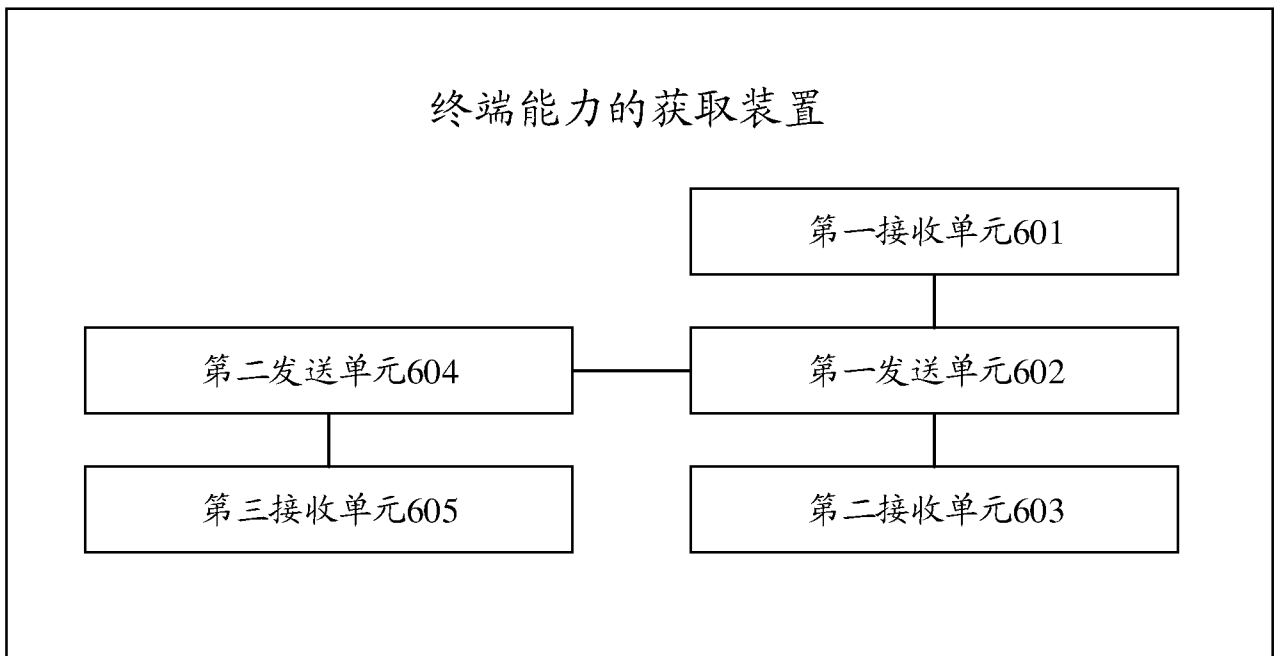 终端能力的获取装置
第一接收单元601
第二发送单元604
第一发送单元602
第三接收单元605
第二接收单元603